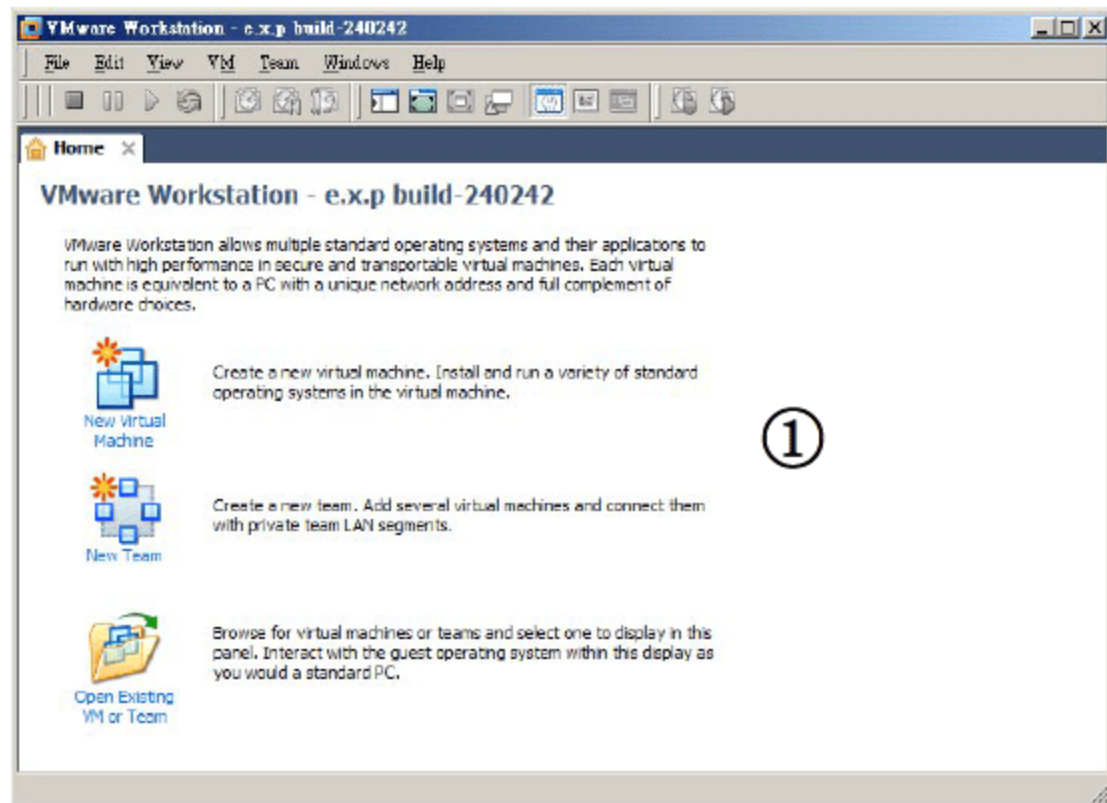 VMware Workstation - e.x.p build-240242
File Edit View VM Team Windows Help
Home
VMware Workstation - e.x.p build-240242
VMware Workstation allows multiple standard operating systems and their applications to
run with high performance in secure and transportable virtual machines. Each virtual
machine is equivalent to a PC with a unique network address and full complement of
hardware choices.
New Virtual
Machine
Create a new virtual machine. Install and run a variety of standard
operating systems in the virtual machine.
①
New Team
Create a new team. Add several virtual machines and connect them
with private team LAN segments.
Open Existing
VM or Team
Browse for virtual machines or teams and select one to display in this
panel. Interact with the guest operating system within this display as
you would a standard PC.